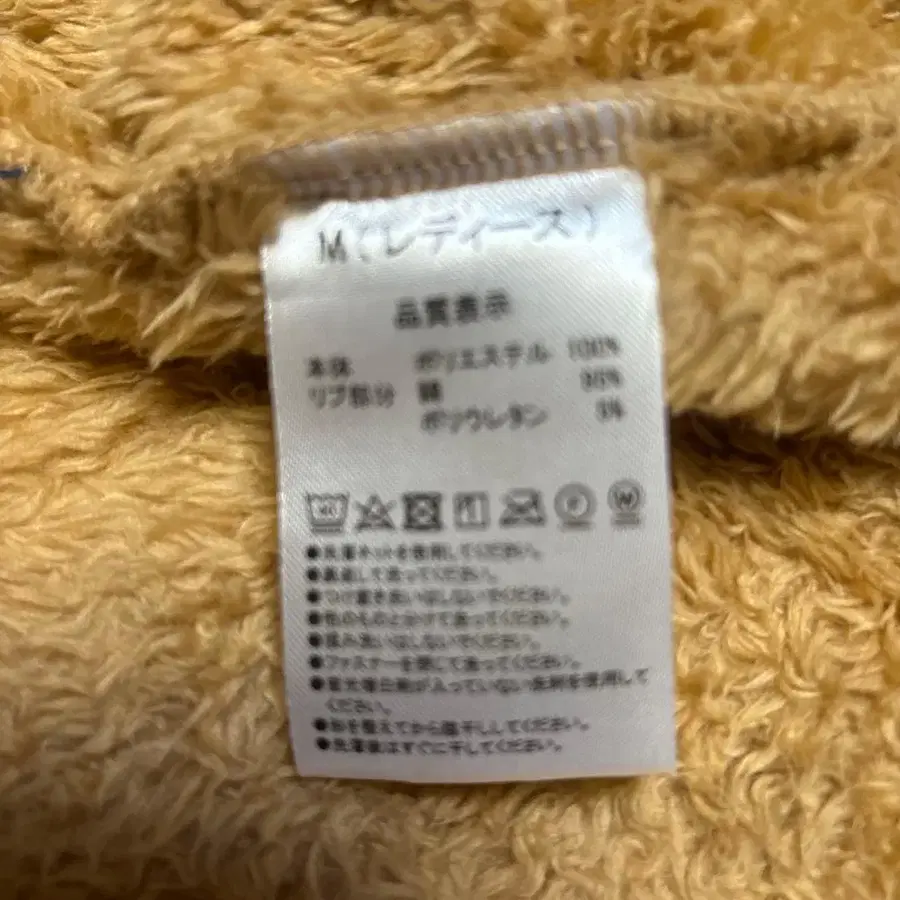 M(レディース)
品質表示
本体 ポリエステル 100%
リブ部分 綿 95%
ポリウレタン 5%
●洗濯ネットを使用してください。
●裏返して洗ってください。
●つけ置き洗いはしないでください。
●他のものと分けて洗ってください。
●揉み洗いはしないでください。
●ファスナーを閉じて洗ってください。
●蛍光増白剤が入っていない洗剤を使用して
ください。
●形を整えてから陰干ししてください。
●洗濯後はすぐに干してください。